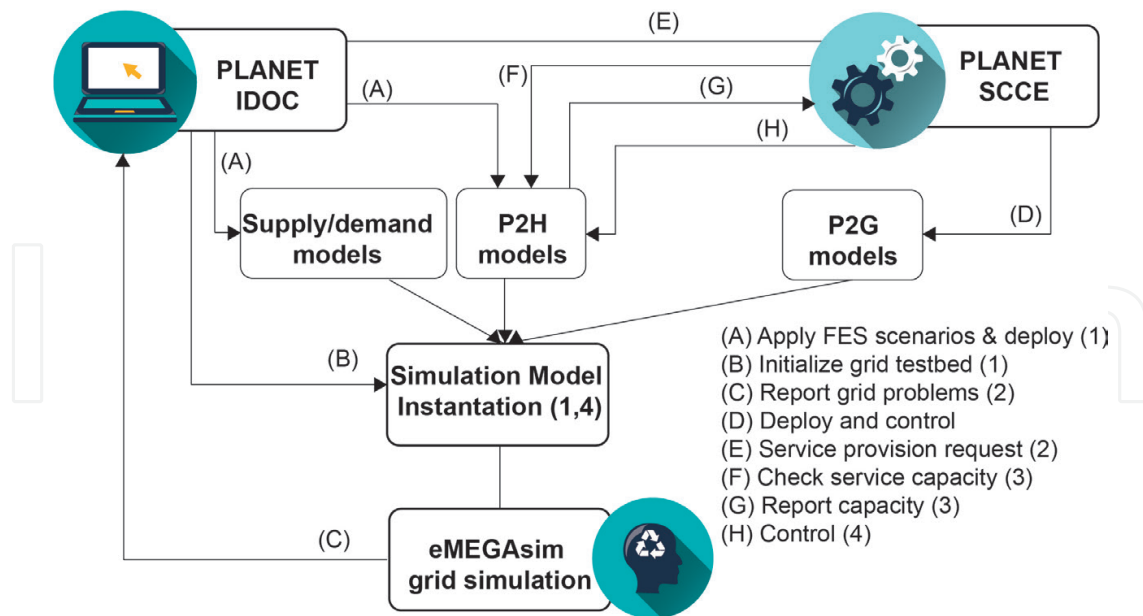 (E)
PLANET
IDOC
PLANET
SCCE
(F)
(A)
(G)
(H)
(A)
(D)
Supply/demand
models
P2H
models
P2G
models
(B)
Simulation Model
Instantation (1,4)
(A) Apply FES scenarios & deploy (1)
(B) Initialize grid testbed (1)
(C) Report grid problems (2)
(D) Deploy and control
(E) Service provision request (2)
(F) Check service capacity (3)
(G) Report capacity (3)
(H) Control (4)
(C)
eMEGAsim
grid simulation